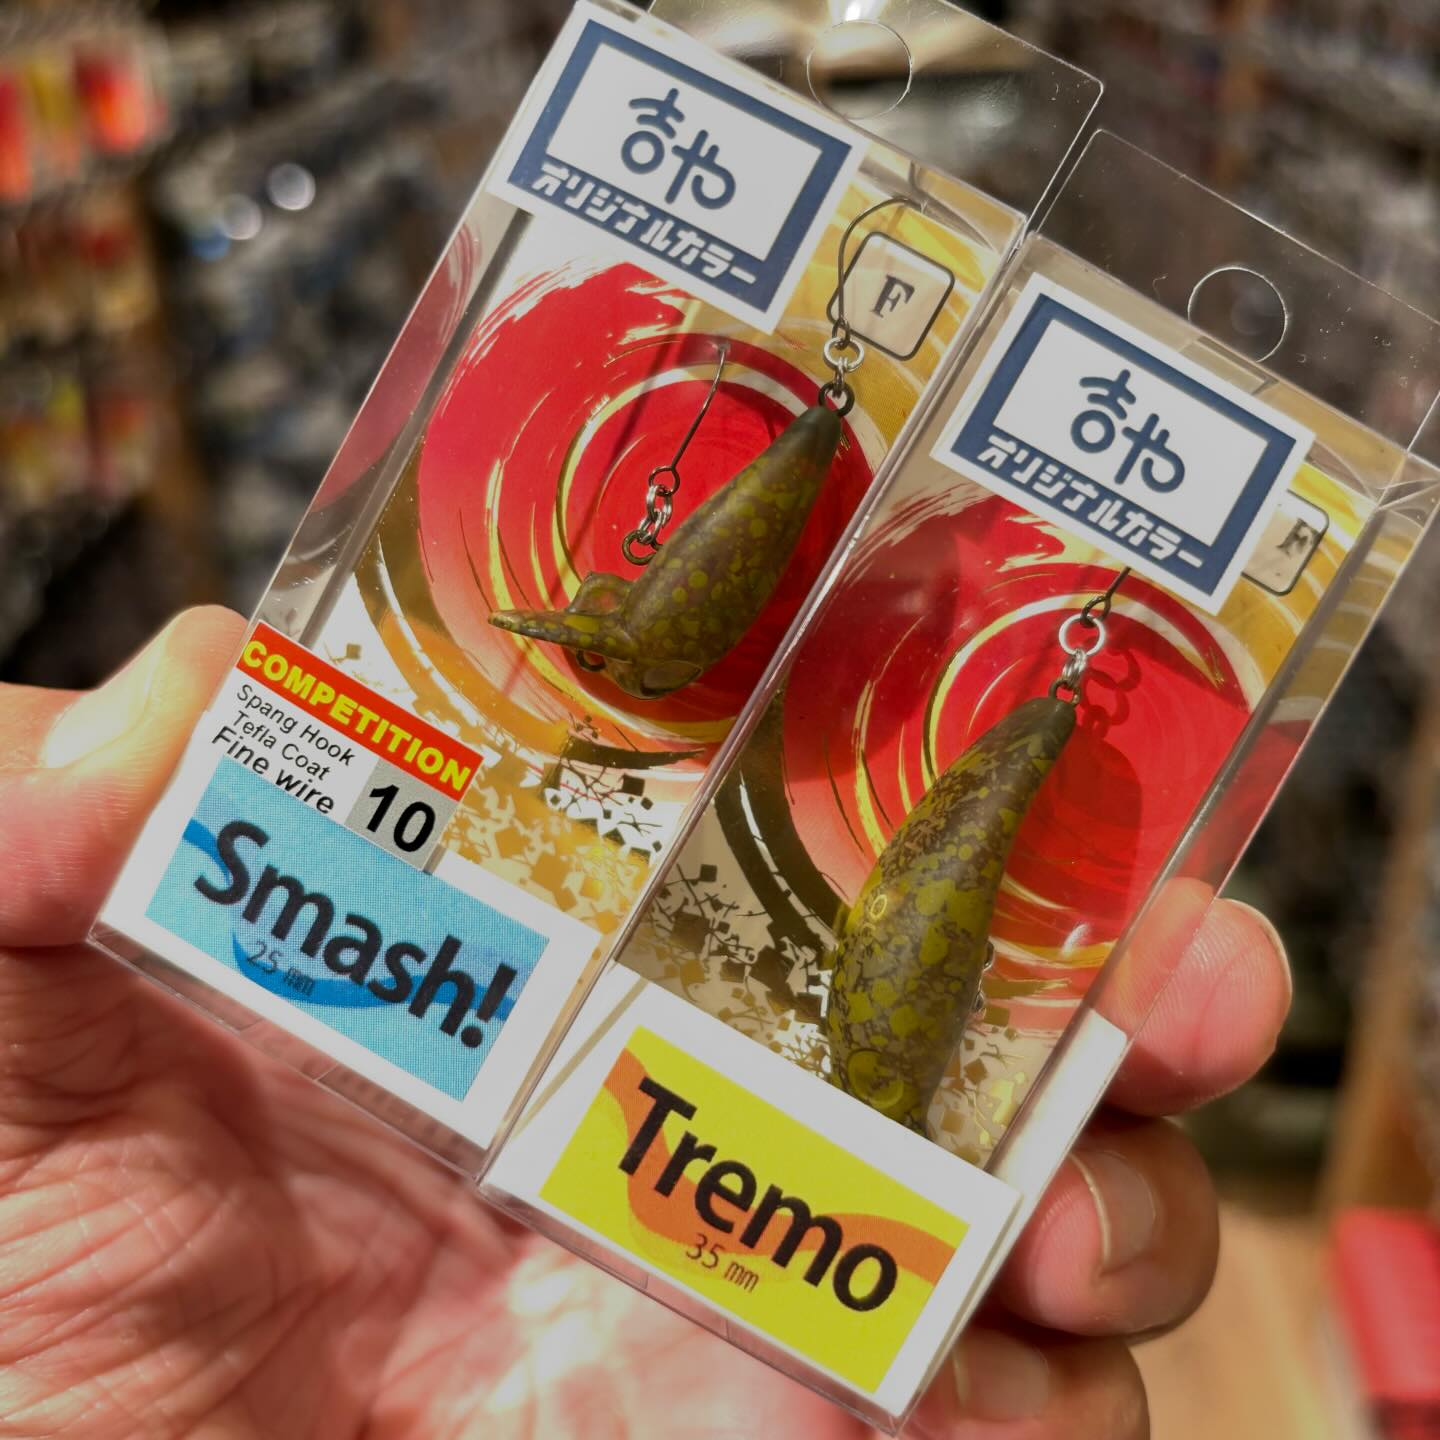 吉や
オリジナルカラー
F
COMPETITION
Spang Hook
Tefla Coat
Fine wire
10
Smash!
25 mm
吉や
オリジナルカラー
F
Tremo
35 mm